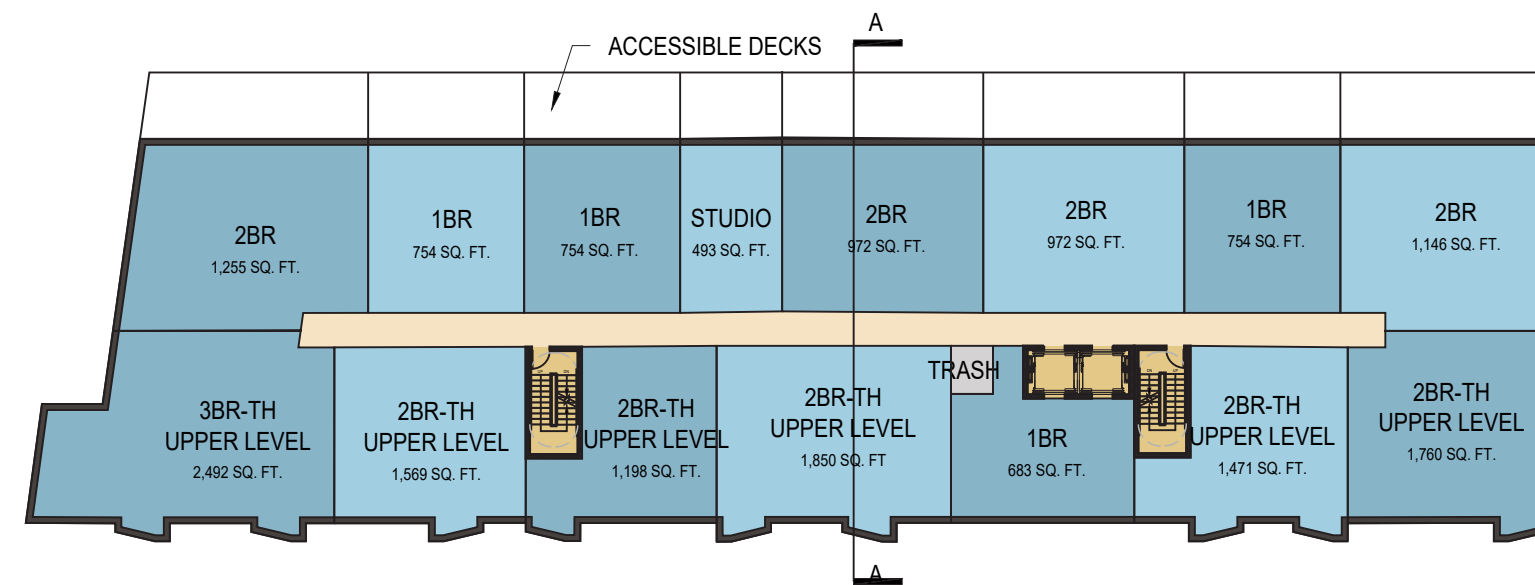 A
ACCESSIBLE DECKS
2BR
1,255 SQ. FT.
1BR
754 SQ. FT.
1BR
754 SQ. FT.
STUDIO
493 SQ. FT.
2BR
972 SQ. FT.
2BR
972 SQ. FT.
1BR
754 SQ. FT.
2BR
1,146 SQ. FT.
3BR-TH
UPPER LEVEL
2,492 SQ. FT.
2BR-TH
UPPER LEVEL
1,569 SQ. FT.
UP DN
2BR-TH
UPPER LEVEL
1,198 SQ. FT.
2BR-TH
UPPER LEVEL
1,850 SQ. FT
TRASH
1BR
683 SQ. FT.
DN UP
2BR-TH
UPPER LEVEL
1,471 SQ. FT.
2BR-TH
UPPER LEVEL
1,760 SQ. FT.
A